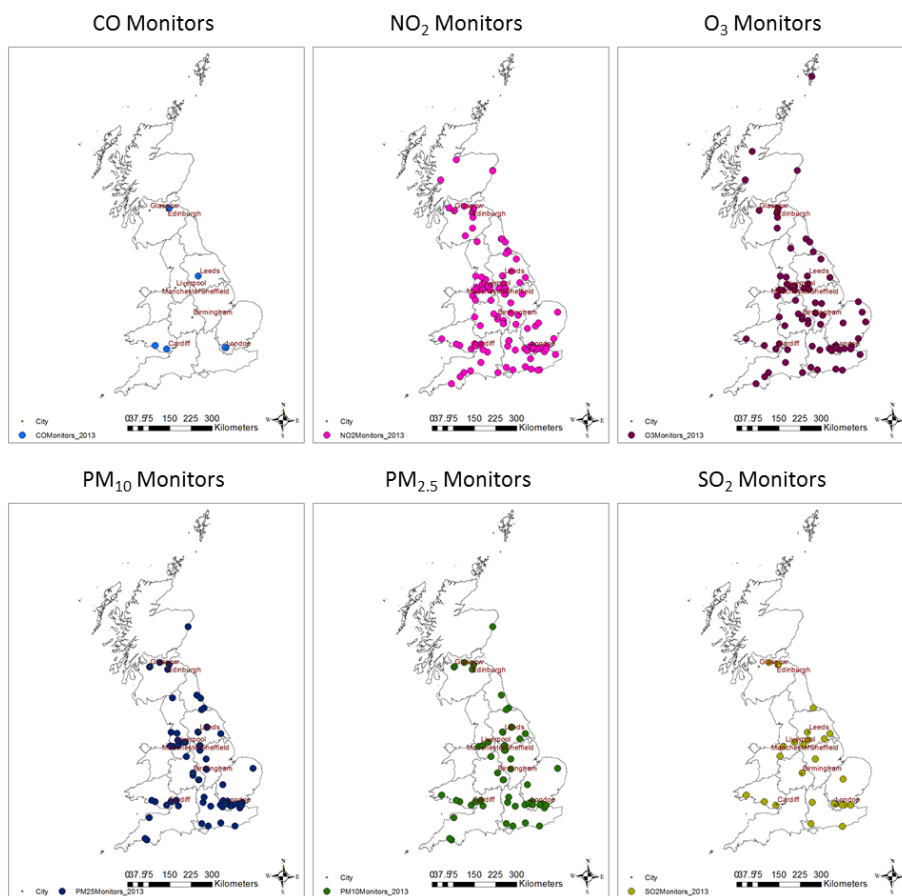 CO Monitors
NO2 Monitors
O3 Monitors
Glasgow
Edinburgh
Leeds
Liverpool
Manchester
Sheffield
Birmingham
Cardiff
London
City
COMonitors_2013
037.575 150 225 300
Kilometers
N
W E
S
Glasgow
Edinburgh
Leeds
Liverpool
Sheffield
Birmingham
Cardiff
London
City
NO2Monitors_2013
037.575 150 225 300
Kilometers
N
W E
S
Glasgow
Edinburgh
Leeds
Liverpool
Manchester
Sheffield
Birmingham
Cardiff
London
City
O3Monitors_2013
037.575 150 225 300
Kilometers
N
W E
S
PM10 Monitors
PM2.5 Monitors
SO2 Monitors
Glasgow
Edinburgh
Leeds
Liverpool
Manchester
Sheffield
Birmingham
Cardiff
London
City
PM25Monitors_2013
037.575 150 225 300
Kilometers
N
W E
S
Glasgow
Edinburgh
Leeds
Liverpool
Manchester
Sheffield
Birmingham
Cardiff
London
City
PM10Monitors_2013
037.575 150 225 300
Kilometers
N
W E
S
Glasgow
Edinburgh
Leeds
Liverpool
Manchester
Sheffield
Birmingham
Cardiff
London
City
SO2Monitors_2013
037.575 150 225 300
Kilometers
N
W E
S